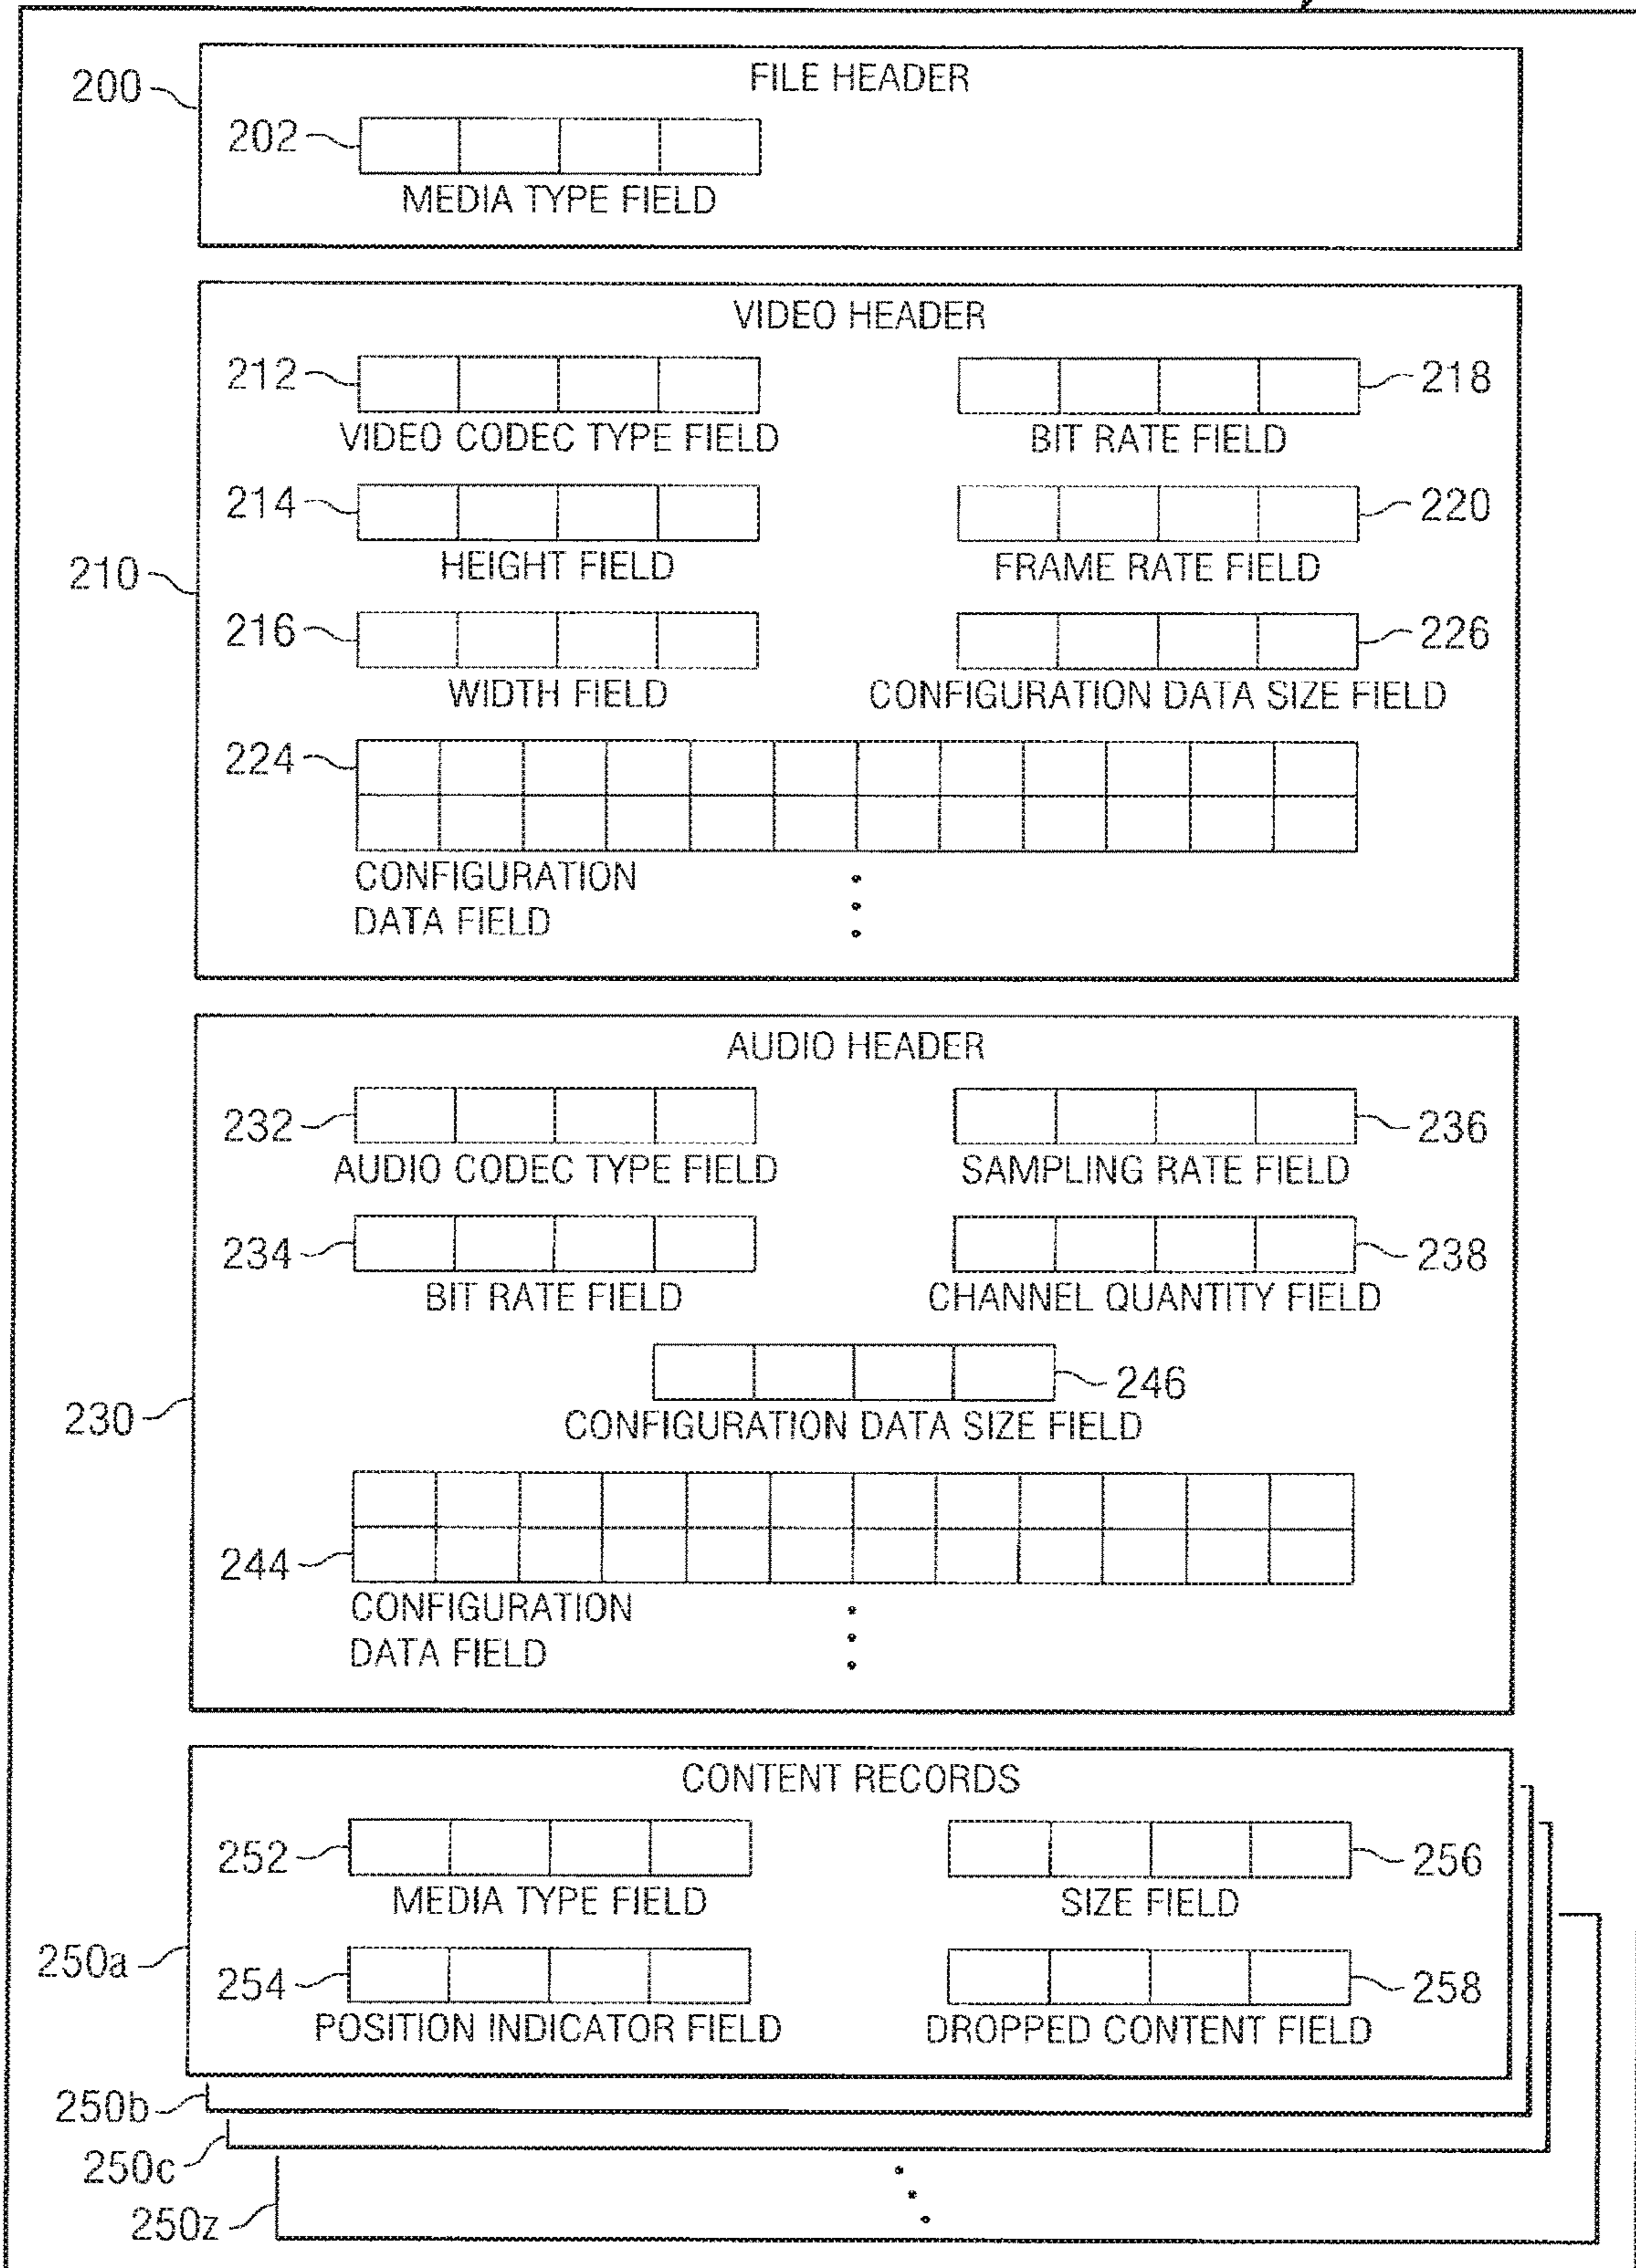 FILE HEADER
200
202
MEDIA TYPE FIELD
VIDEO HEADER
212
218
VIDEO CODEC TYPE FIELD
BIT RATE FIELD
214
220
HEIGHT FIELD
FRAME RATE FIELD
210
216
226
WIDTH FIELD
CONFIGURATION DATA SIZE FIELD
224
CONFIGURATION
DATA FIELD
AUDIO HEADER
232
236
AUDIO CODEC TYPE FIELD
SAMPLING RATE FIELD
234
238
BIT RATE FIELD
CHANNEL QUANTITY FIELD
246
230
CONFIGURATION DATA SIZE FIELD
244
CONFIGURATION
DATA FIELD
CONTENT RECORDS
252
256
MEDIA TYPE FIELD
SIZE FIELD
250a
254
258
POSITION INDICATOR FIELD
DROPPED CONTENT FIELD
250b
250c
250z